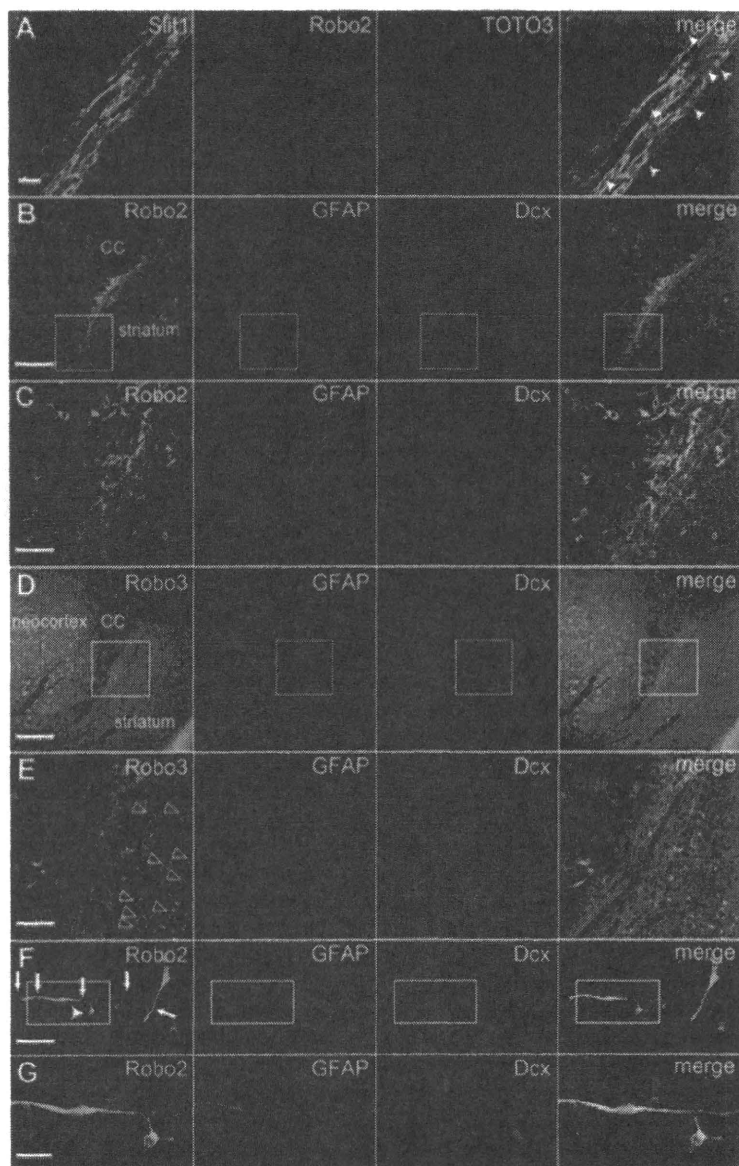 A Slit1 Robo2 TOTO3 merge
B Robo2 GFAP Dcx merge
CC
striatum
C Robo2 GFAP Dcx merge
D Robo3 GFAP Dcx merge
neocortex CC
striatum
E Robo3 GFAP Dcx merge
F Robo2 GFAP Dcx merge
G Robo2 GFAP Dcx merge